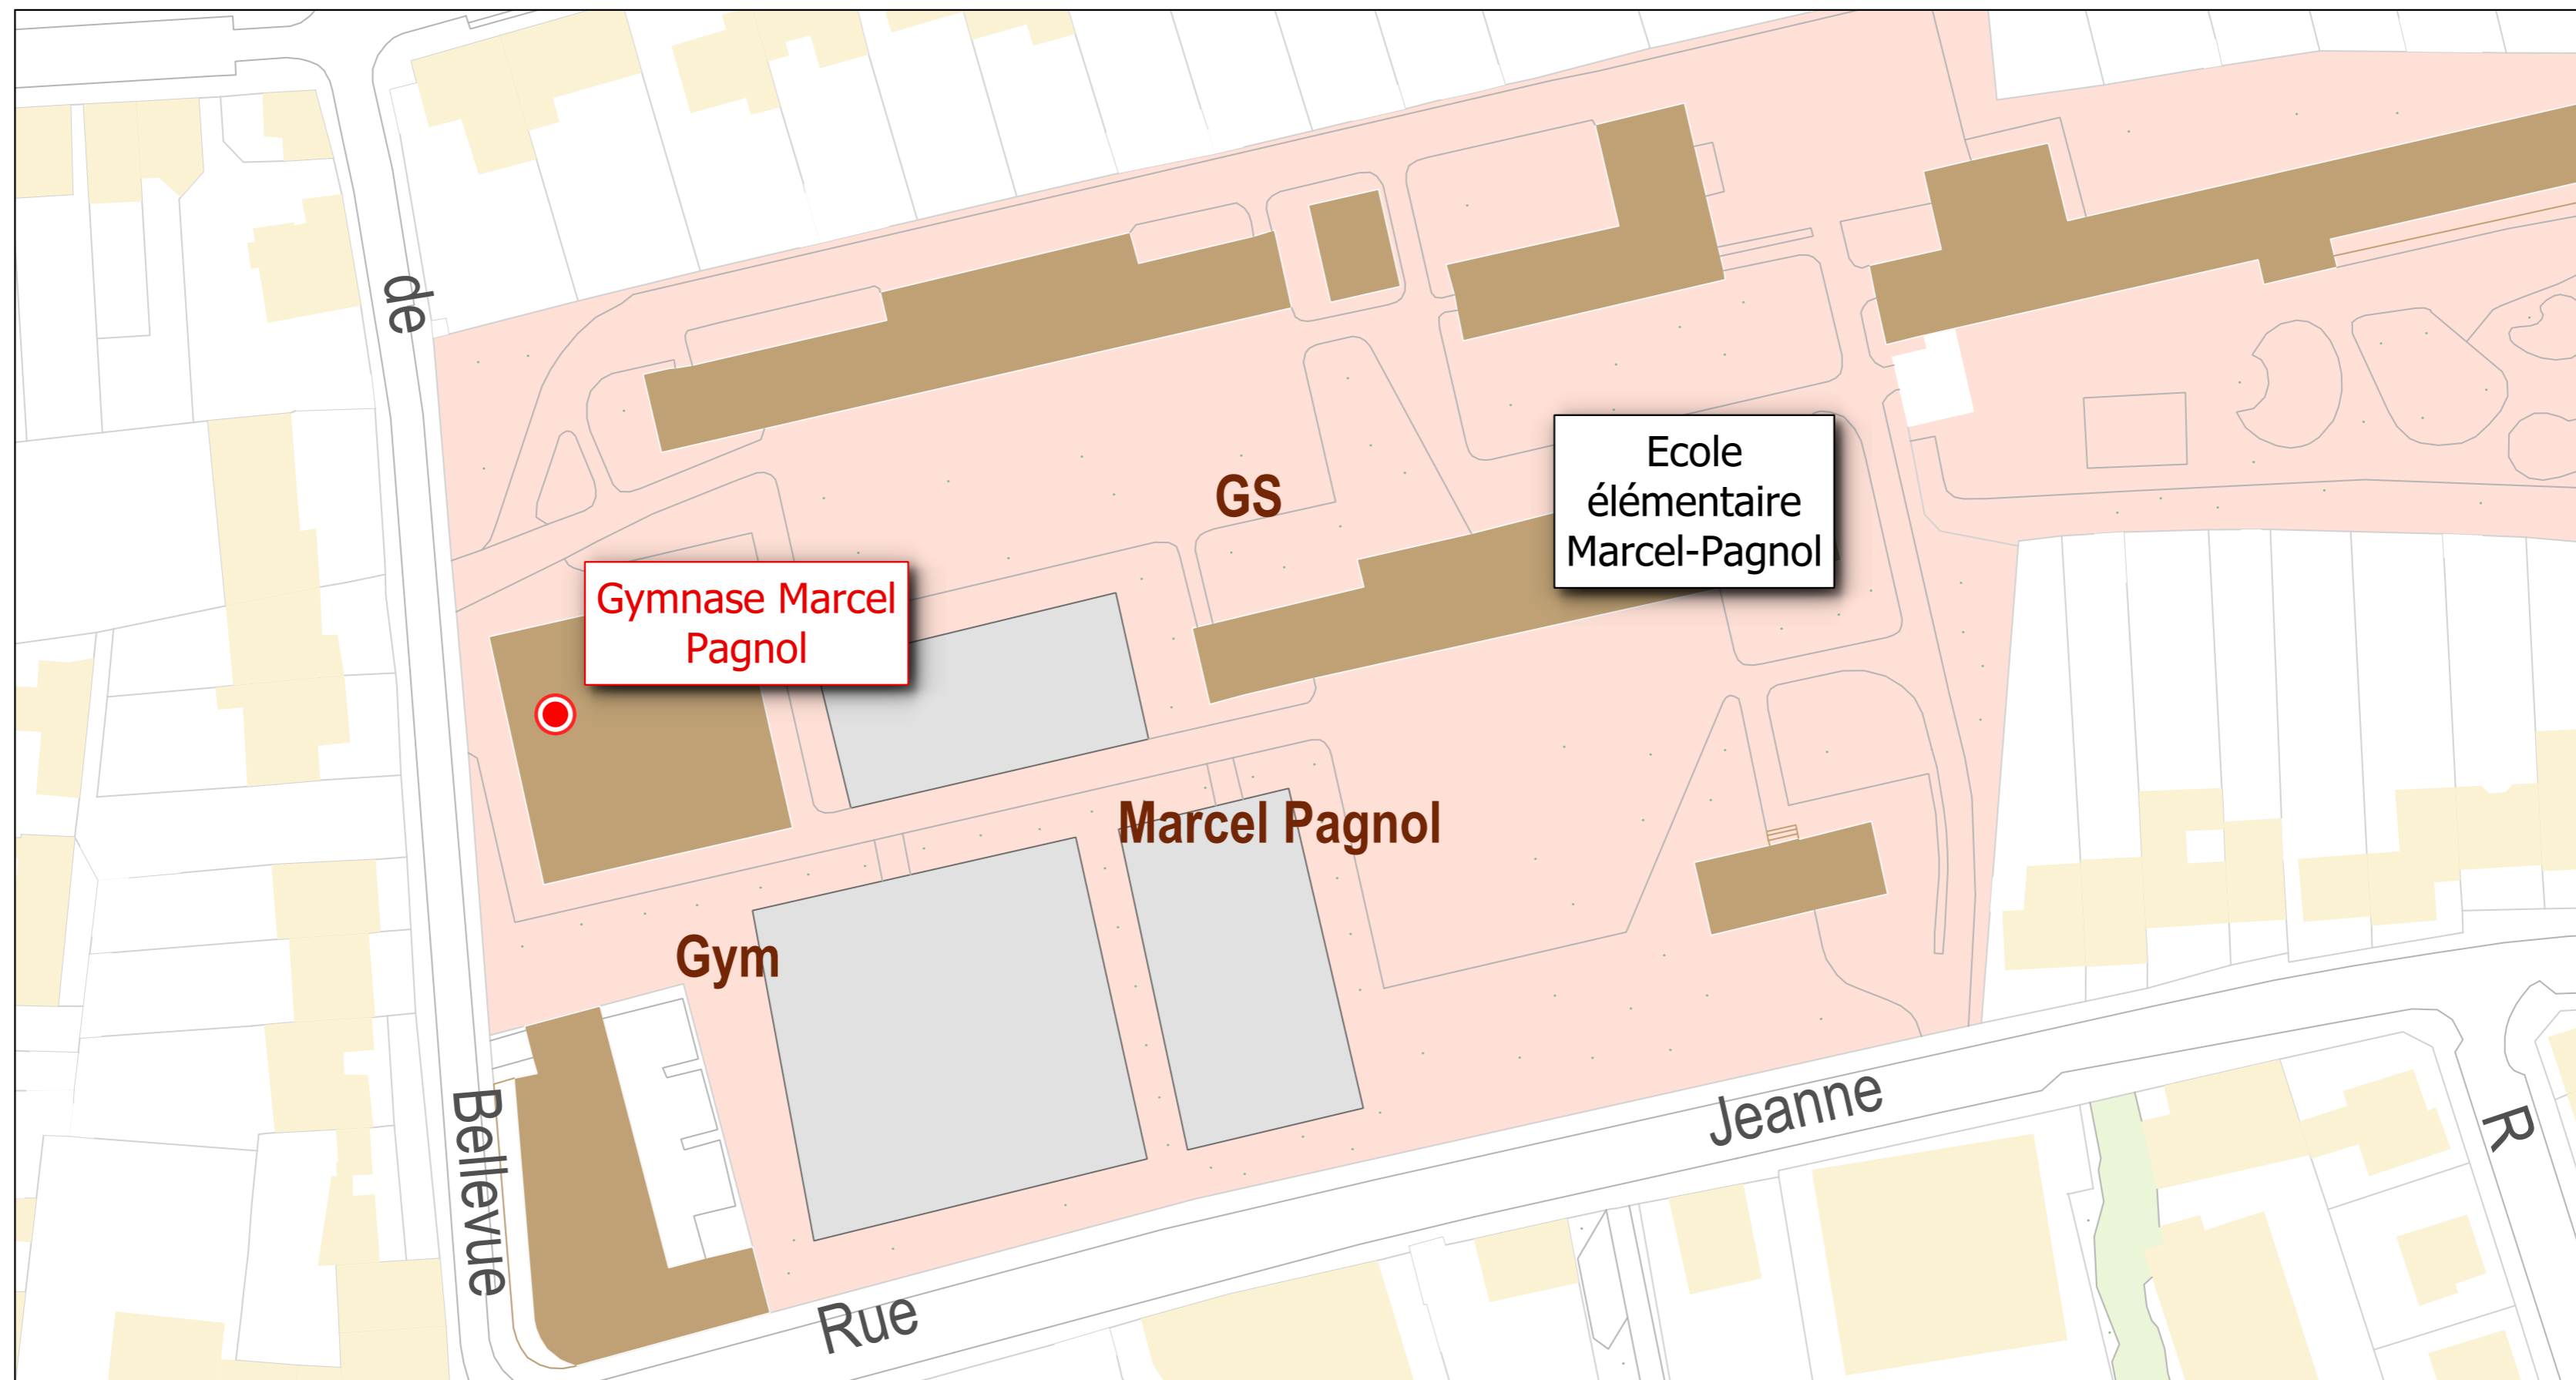 de
GS
Ecole
élémentaire
Marcel-Pagnol
Gymnase Marcel
Pagnol
Marcel Pagnol
Gym
Bellevue
Rue
Jeanne
R